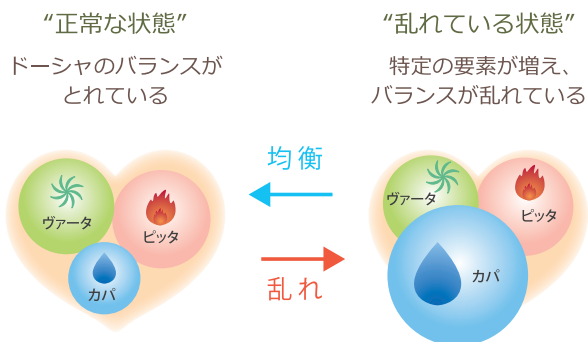 “正常な状態”
ドーシャのバランスが
とれている
ヴァータ
ピッタ
カパ
均衡
乱れ
“乱れている状態”
特定の要素が増え、
バランスが乱れている
ヴァータ
ピッタ
カパ